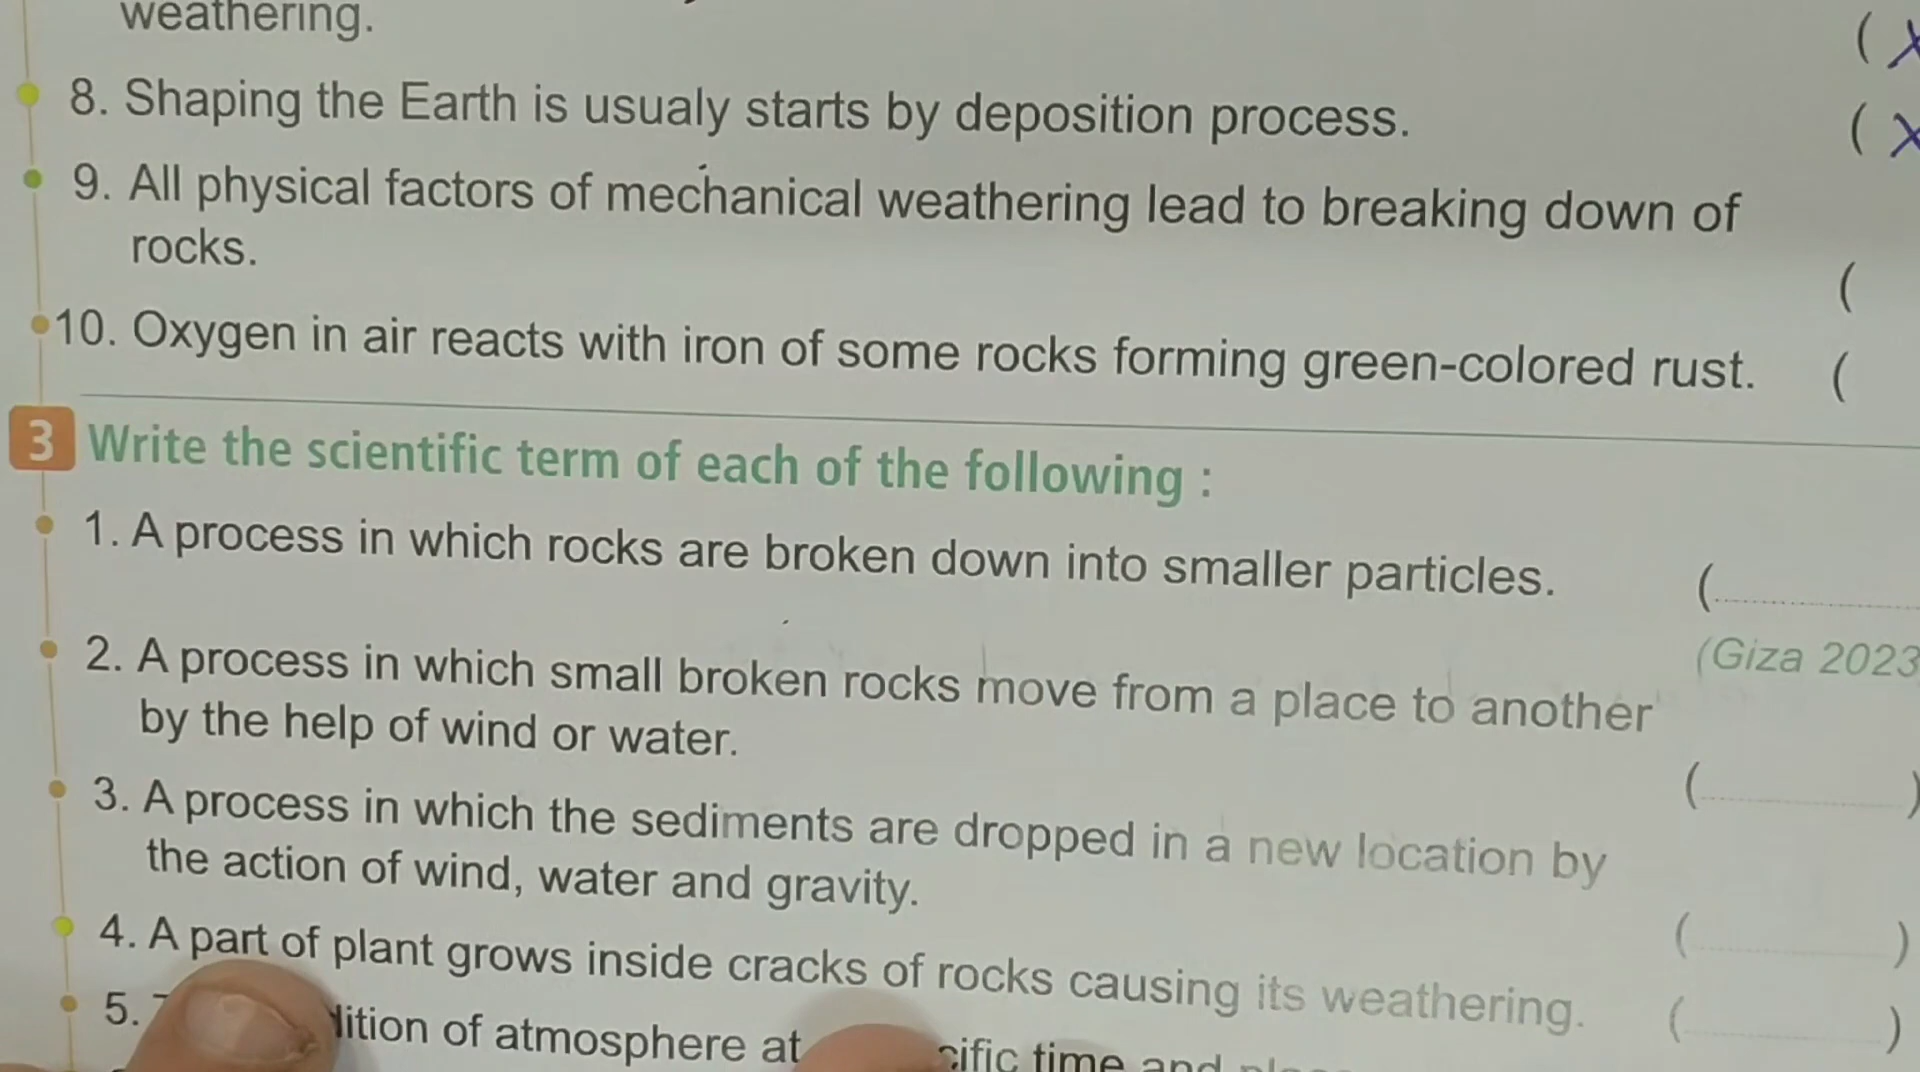 weathering.
( X
8. Shaping the Earth is usualy starts by deposition process.
( X
9. All physical factors of mechanical weathering lead to breaking down of
rocks.
(
10. Oxygen in air reacts with iron of some rocks forming green-colored rust. (
3 Write the scientific term of each of the following :
1. A process in which rocks are broken down into smaller particles. (
(Giza 2023
2. A process in which small broken rocks move from a place to another
by the help of wind or water.
( )
3. A process in which the sediments are dropped in a new location by
the action of wind, water and gravity.
( )
4. A part of plant grows inside cracks of rocks causing its weathering. ( )
5. of atmosphere at time and